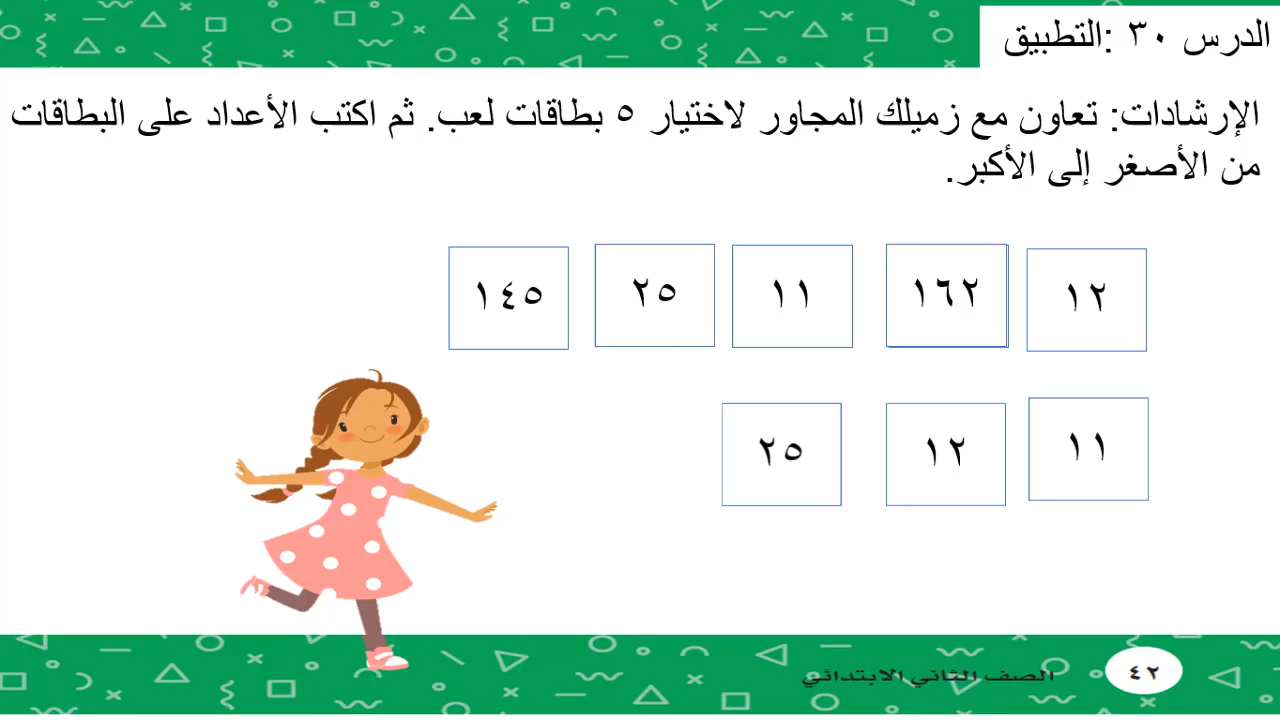 الدرس ٣٠ :التطبيق
الإرشادات: تعاون مع زميلك المجاور لاختيار ٥ بطاقات لعب. ثم اكتب الأعداد على البطاقات
من الأصغر إلى الأكبر.
١٢ ١٦٢ ١١ ٢٥ ١٤٥
١١ ١٢ ٢٥
٤٢ الصف الثاني الابتدائي